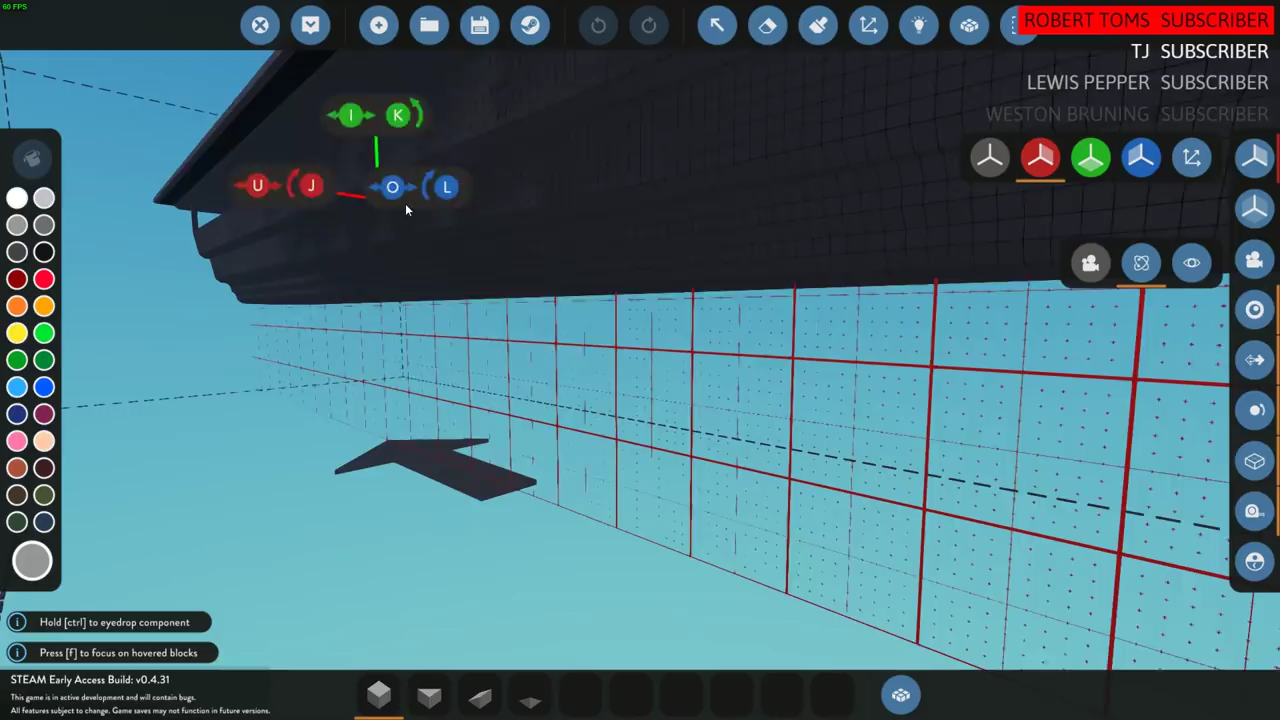 60 FPS
ROBERT TOMS SUBSCRIBER
TJ SUBSCRIBER
LEWIS PEPPER SUBSCRIBER
WESTON BRUNING SUBSCRIBER
I K
U J O L
Hold [ctrl] to eyedrop component
Press [f] to focus on hovered blocks
STEAM Early Access Build: v0.4.31
This game is in active development and will contain bugs.
All features subject to change. Game saves may not function in future versions.